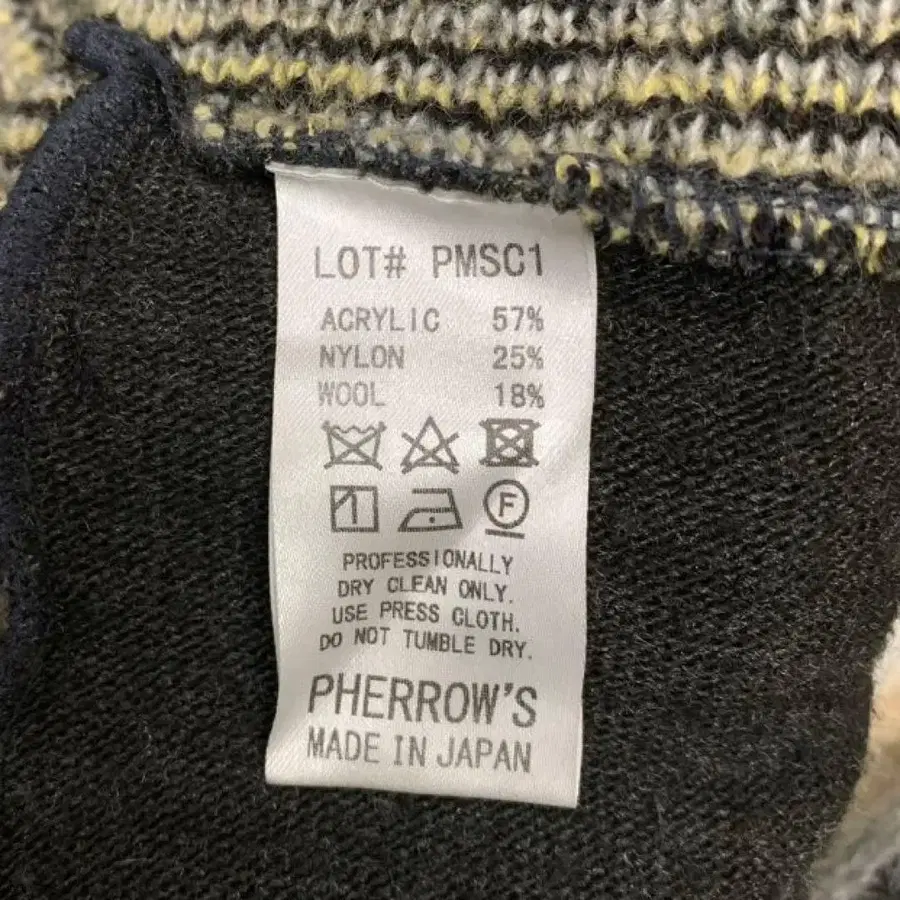 LOT# PMSC1
ACRYLIC 57%
NYLON 25%
WOOL 18%
F
PROFESSIONALLY
DRY CLEAN ONLY.
USE PRESS CLOTH.
DO NOT TUMBLE DRY.
PHERROW'S
MADE IN JAPAN